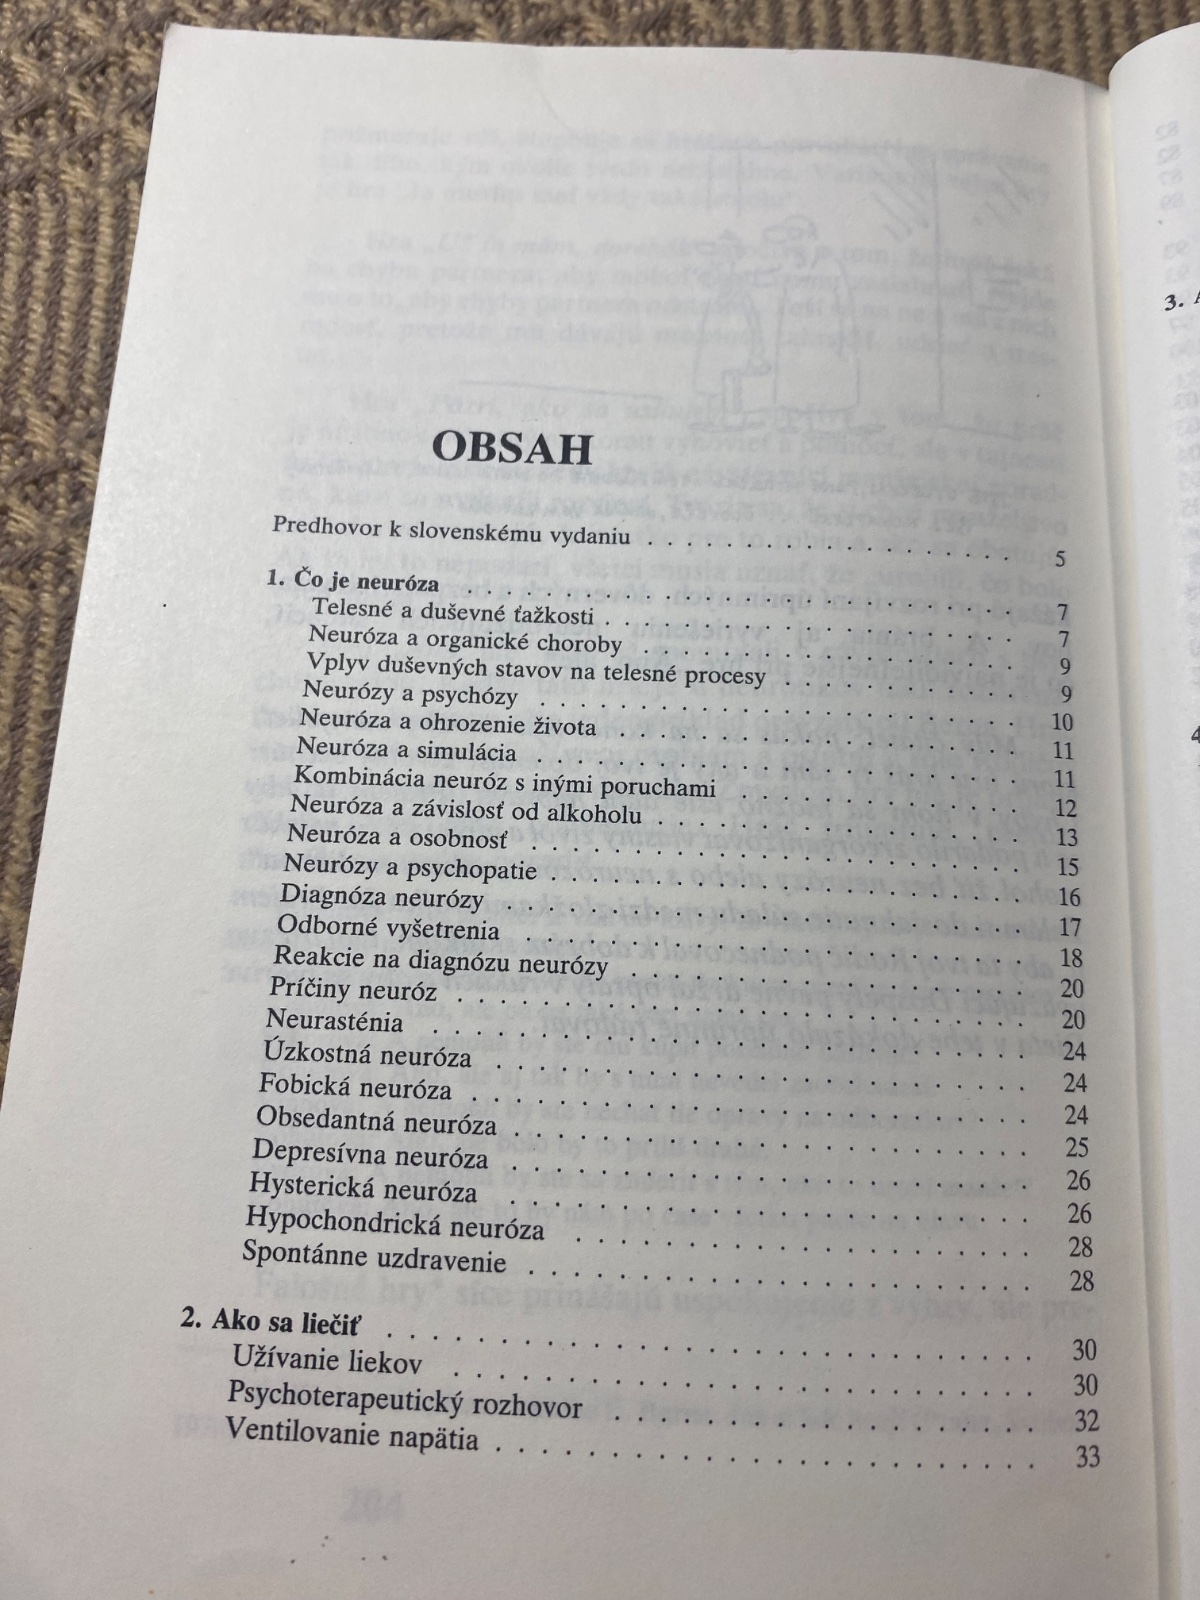 OBSAH
Predhovor k slovenskému vydaniu . . . . . . . . . . . . . . . . 5
1. Čo je neuróza . . . . . . . . . . . . . . . . 7
Telesné a duševné ťažkosti . . . . . . . . . . . . . . . . 7
Neuróza a organické choroby . . . . . . . . . . . . . . . . 9
Vplyv duševných stavov na telesné procesy . . . . . . . . . . . 9
Neurózy a psychózy . . . . . . . . . . . . . . . . 10
Neuróza a ohrozenie života . . . . . . . . . . . . . . . . 11
Neuróza a simulácia . . . . . . . . . . . . . . . . 11
Kombinácia neuróz s inými poruchami . . . . . . . . . . . . . 12
Neuróza a závislosť od alkoholu . . . . . . . . . . . . . . . . 13
Neuróza a osobnosť . . . . . . . . . . . . . . . . 15
Neurózy a psychopatie . . . . . . . . . . . . . . . . 16
Diagnóza neurózy . . . . . . . . . . . . . . . . 17
Odborné vyšetrenia . . . . . . . . . . . . . . . . 18
Reakcie na diagnózu neurózy . . . . . . . . . . . . . . . . 20
Príčiny neuróz . . . . . . . . . . . . . . . . 20
Neurasténia . . . . . . . . . . . . . . . . 24
Úzkostná neuróza . . . . . . . . . . . . . . . . 24
Fobická neuróza . . . . . . . . . . . . . . . . 24
Obsedantná neuróza . . . . . . . . . . . . . . . . 25
Depresívna neuróza . . . . . . . . . . . . . . . . 26
Hysterická neuróza . . . . . . . . . . . . . . . . 26
Hypochondrická neuróza . . . . . . . . . . . . . . . . 28
Spontánne uzdravenie . . . . . . . . . . . . . . . . 28
2. Ako sa liečiť . . . . . . . . . . . . . . . . 30
Užívanie liekov . . . . . . . . . . . . . . . . 30
Psychoterapeutický rozhovor . . . . . . . . . . . . . . . . 32
Ventilovanie napätia . . . . . . . . . . . . . . . . 33
3.
4